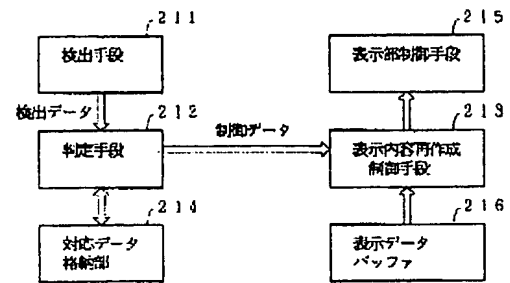 211
検出手段
検出データ
212
判定手段
214
対応データ
格納部
制御データ
215
表示部制御手段
213
表示内容再作成
制御手段
216
表示データ
バッファ